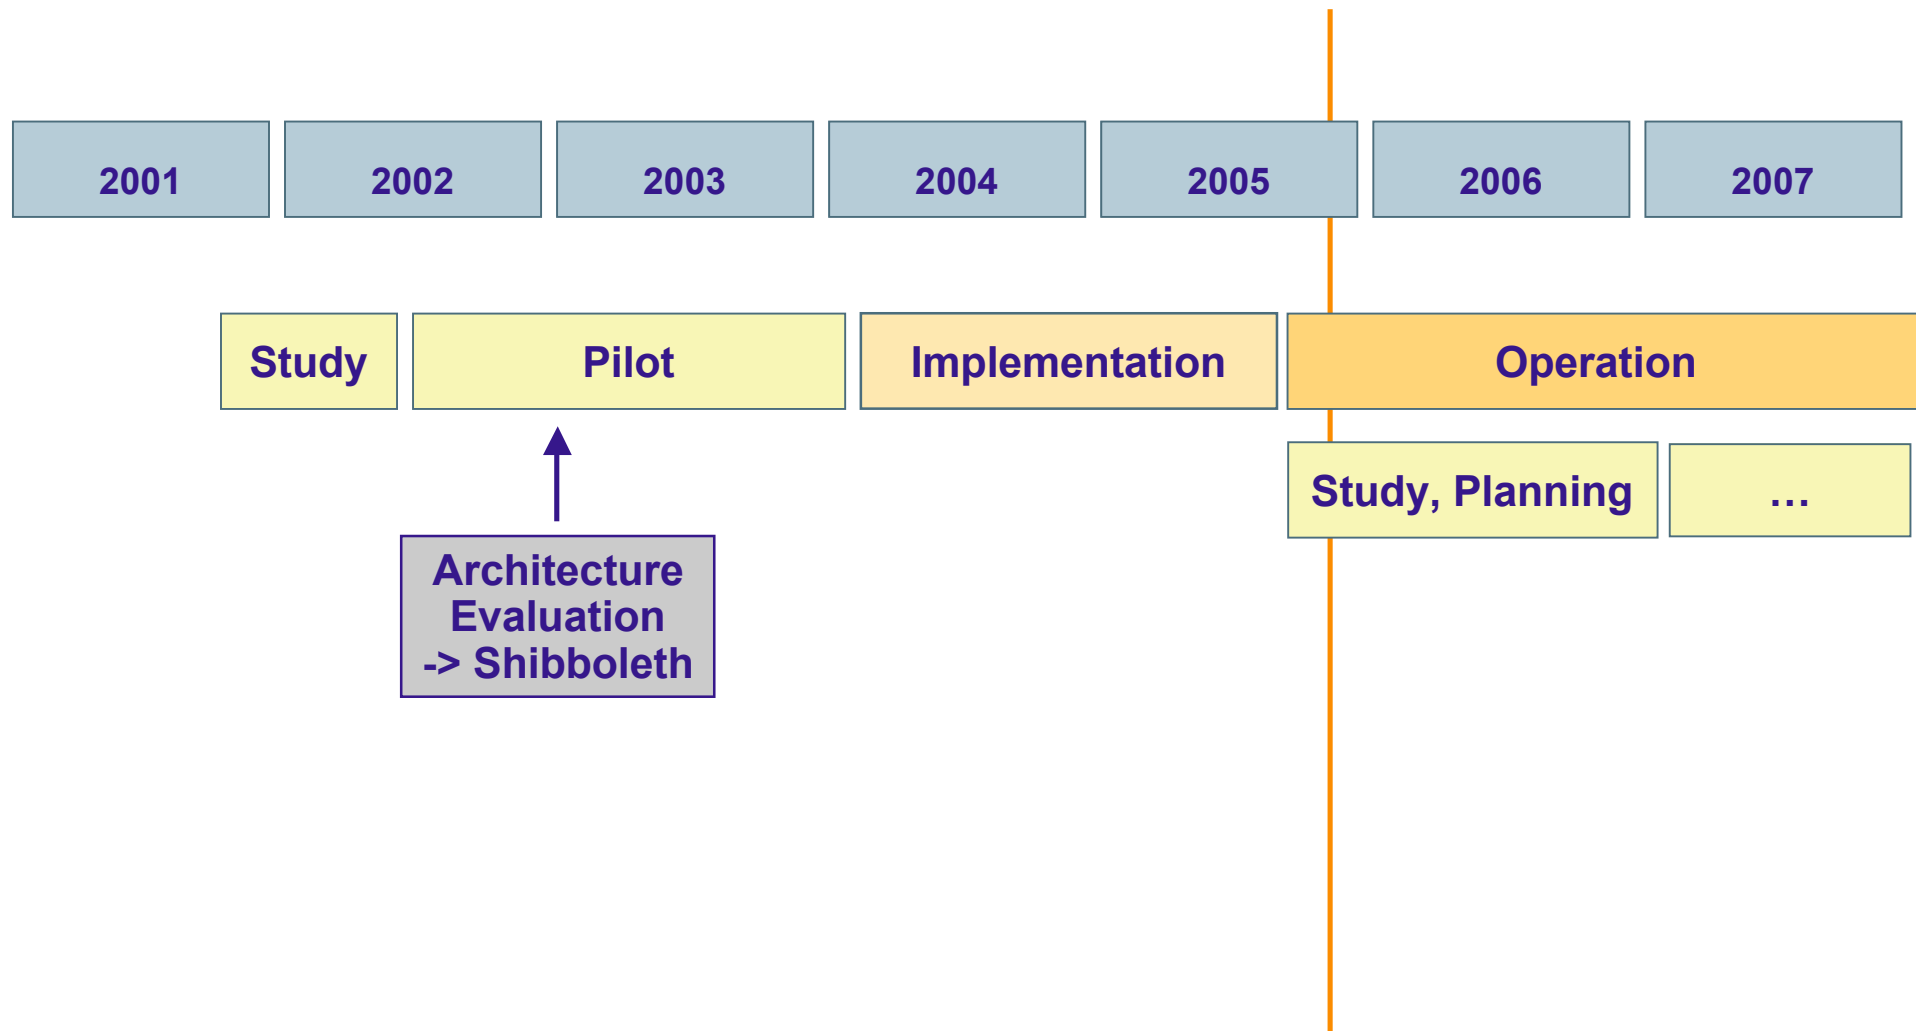 2001
2002
2003
2004
2005
2006
2007
Study
Pilot
Implementation
Operation
Study, Planning
…
Architecture
Evaluation
-> Shibboleth